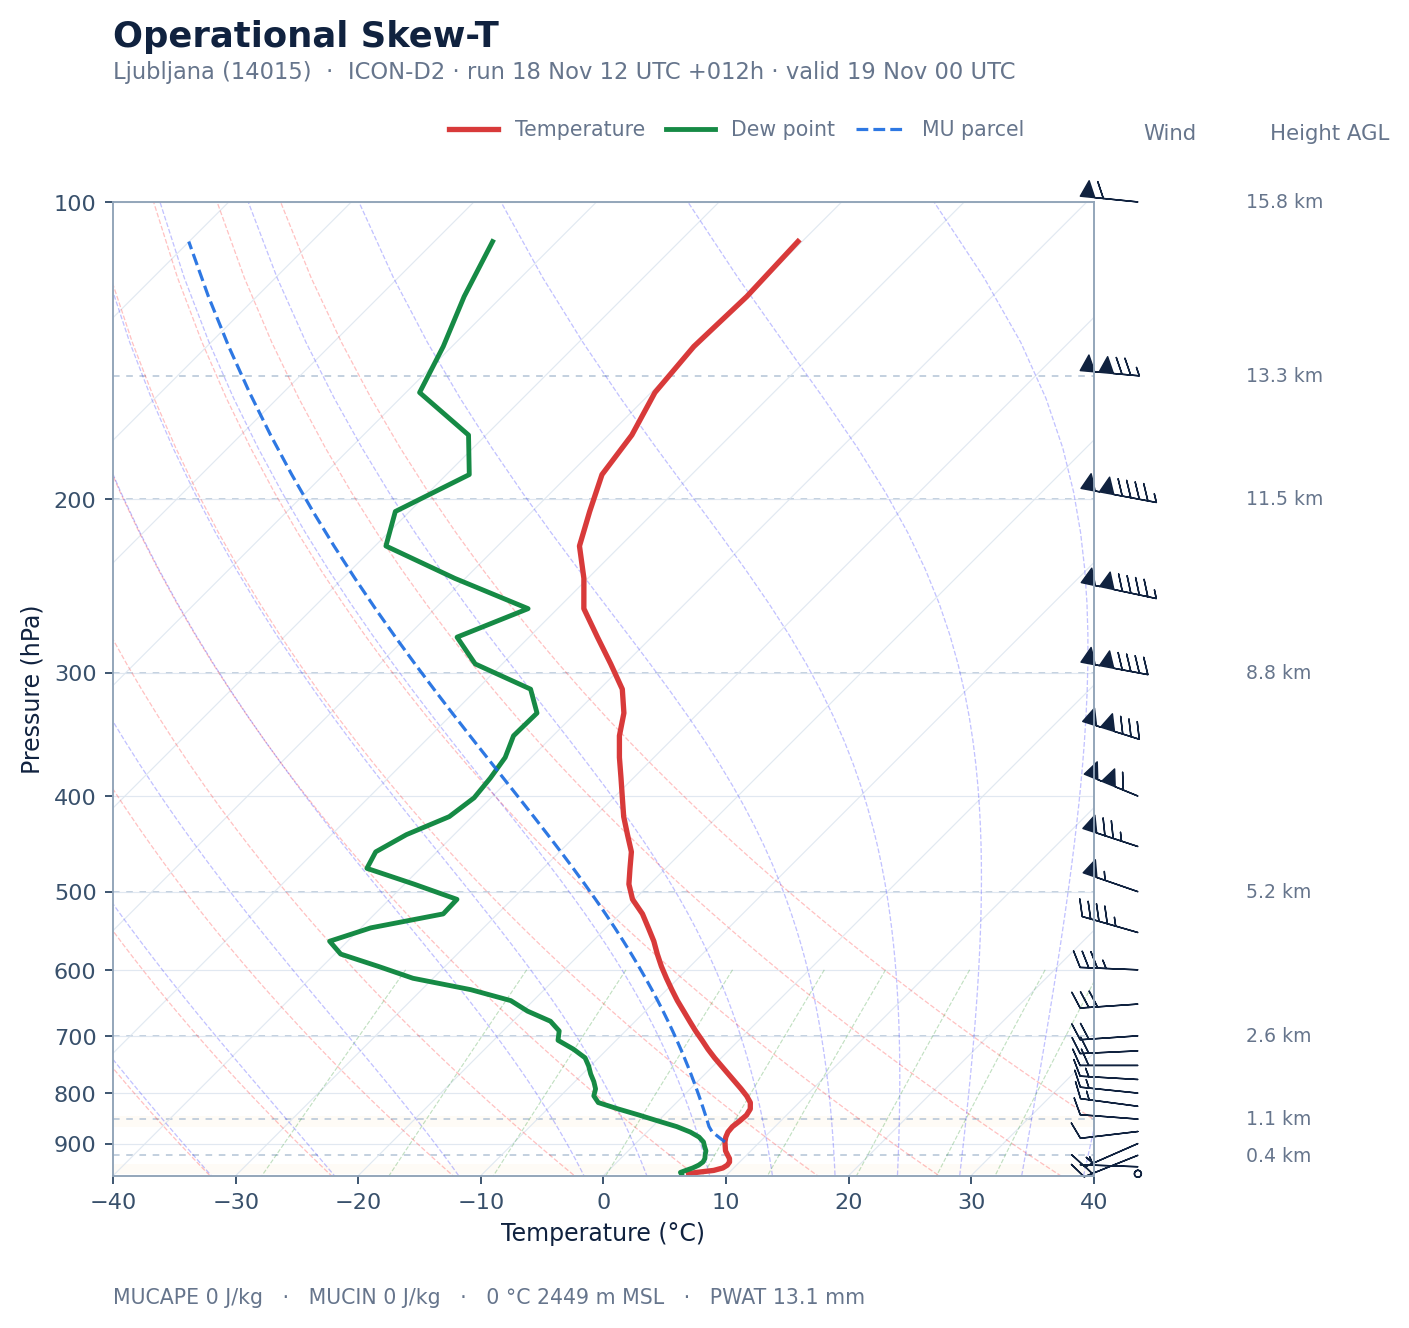 Operational Skew-T
Ljubljana (14015) · ICON-D2 · run 18 Nov 12 UTC +012h · valid 19 Nov 00 UTC
Temperature Dew point MU parcel Wind Height AGL
100 15.8 km
13.3 km
200 11.5 km
300 8.8 km
400
500 5.2 km
600
700 2.6 km
800
1.1 km
900
0.4 km
Pressure (hPa)
−40 −30 −20 −10 0 10 20 30 40
Temperature (°C)
MUCAPE 0 J/kg · MUCIN 0 J/kg · 0 °C 2449 m MSL · PWAT 13.1 mm